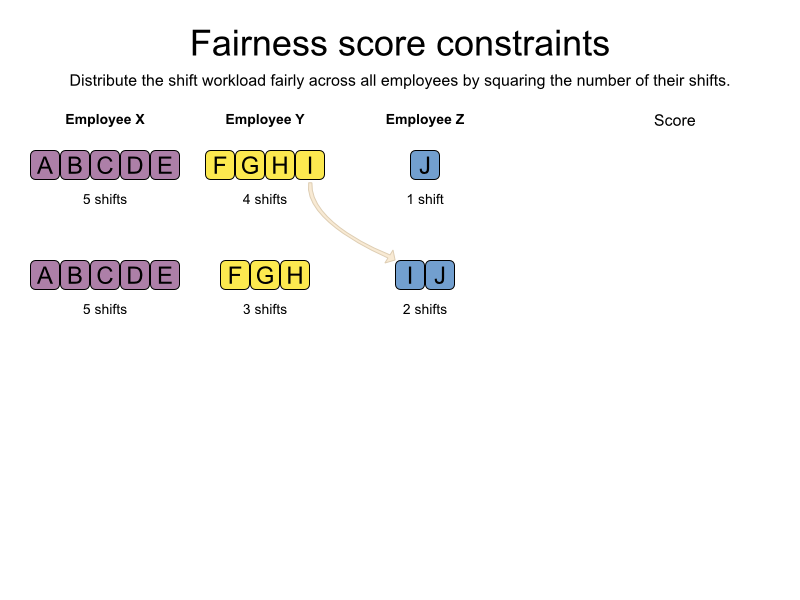 Fairness score constraints
Distribute the shift workload fairly across all employees by squaring the number of their shifts.
Employee X Employee Y Employee Z Score
A B C D E F G H I J
5 shifts 4 shifts 1 shift
A B C D E F G H I J
5 shifts 3 shifts 2 shifts